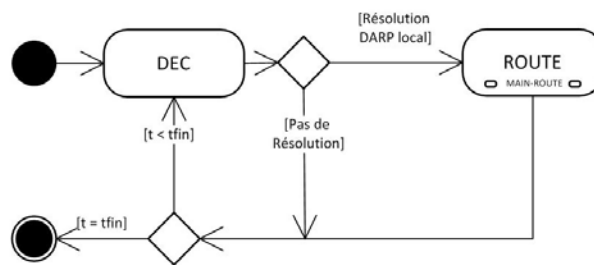 [Résolution
DARP local]
DEC
ROUTE
MAIN-ROUTE
[t < tfin]
[Pas de
Résolution]
[t = tfin]